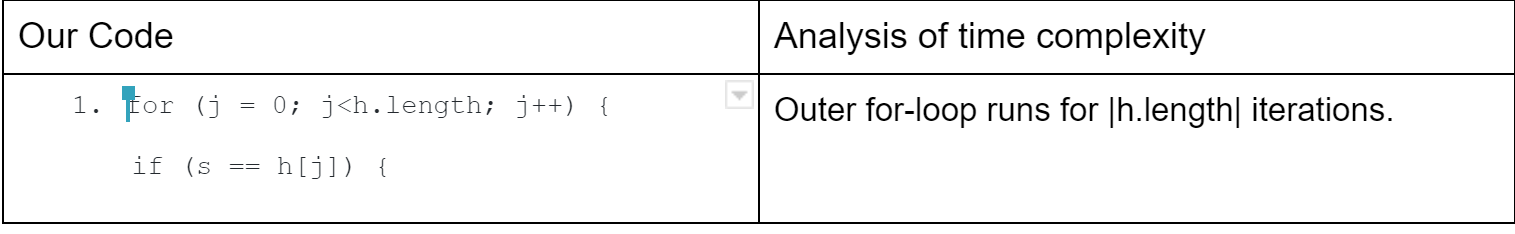 Our Code
Analysis of time complexity
1. for (j = 0; j<h.length; j++) {
if (s == h[j]) {
Outer for-loop runs for |h.length| iterations.